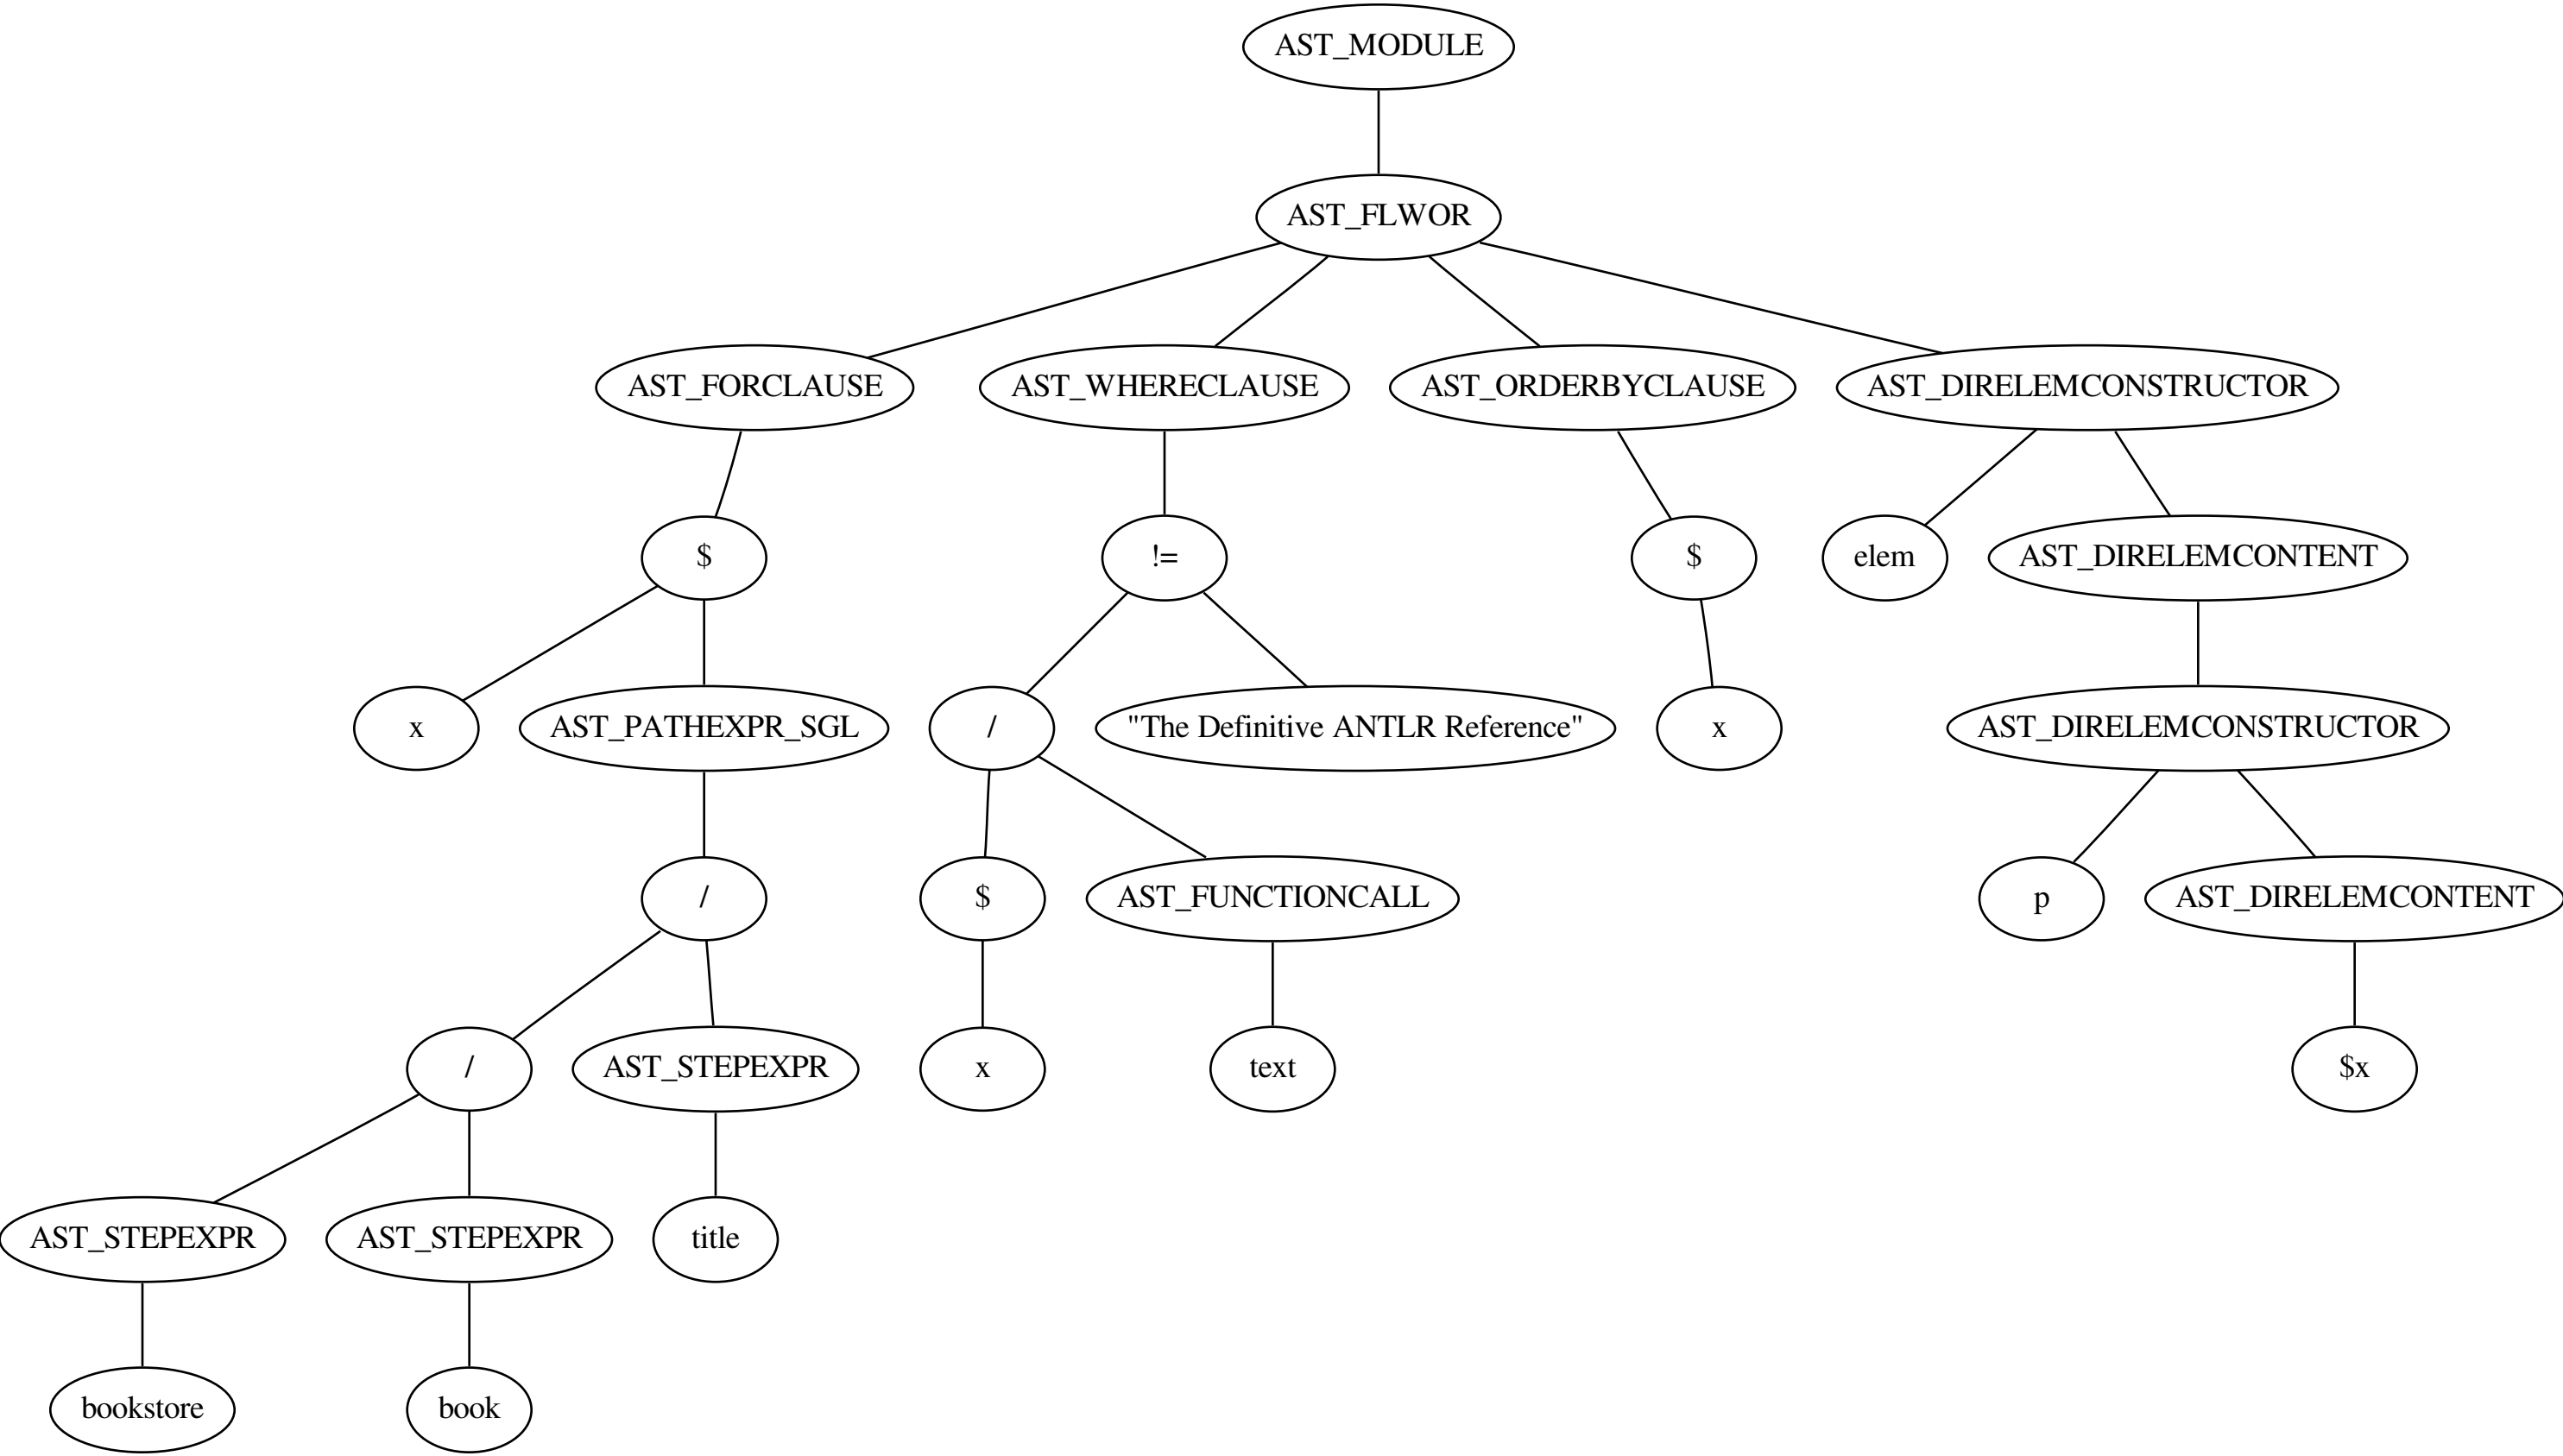 AST_MODULE
AST_FLWOR
AST_FORCLAUSE
AST_WHERECLAUSE
AST_ORDERBYCLAUSE
AST_DIRELEMCONSTRUCTOR
$
!=
$
elem
AST_DIRELEMCONTENT
x
AST_PATHEXPR_SGL
/
"The Definitive ANTLR Reference"
x
AST_DIRELEMCONSTRUCTOR
/
$
AST_FUNCTIONCALL
p
AST_DIRELEMCONTENT
/
AST_STEPEXPR
x
text
$x
AST_STEPEXPR
AST_STEPEXPR
title
bookstore
book